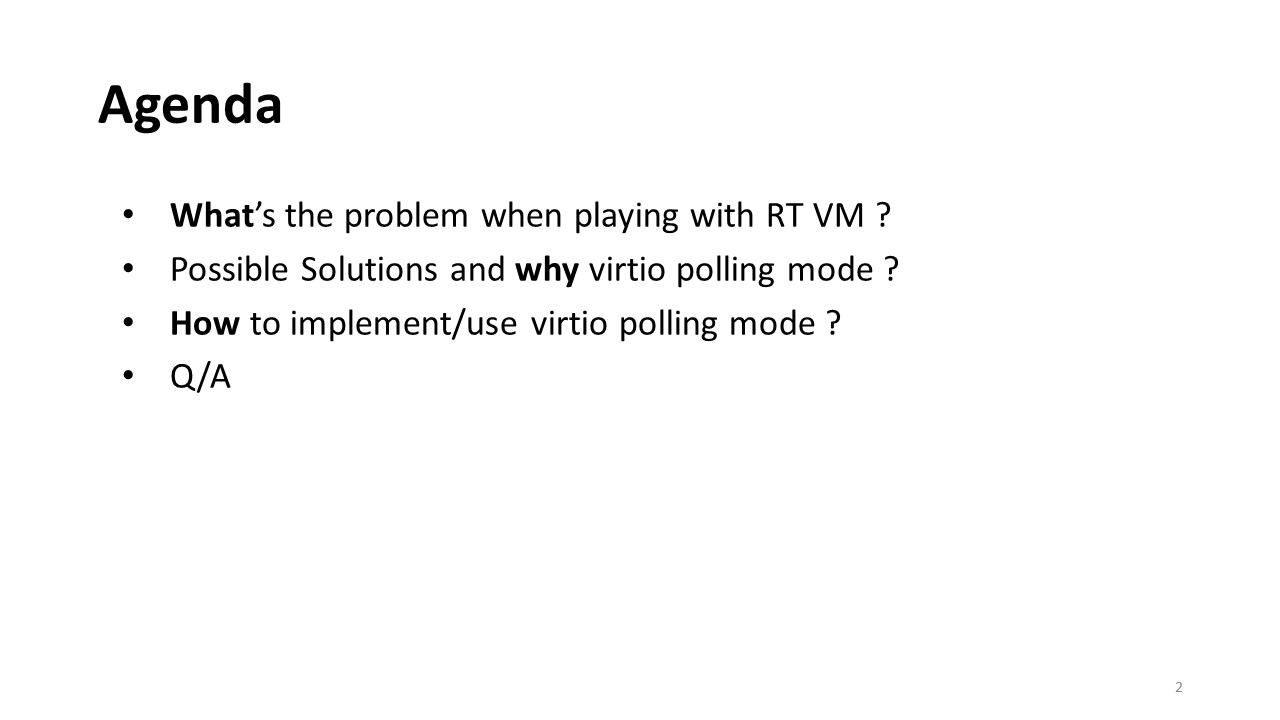 Agenda
• What’s the problem when playing with RT VM ?
• Possible Solutions and why virtio polling mode ?
• How to implement/use virtio polling mode ?
• Q/A
2